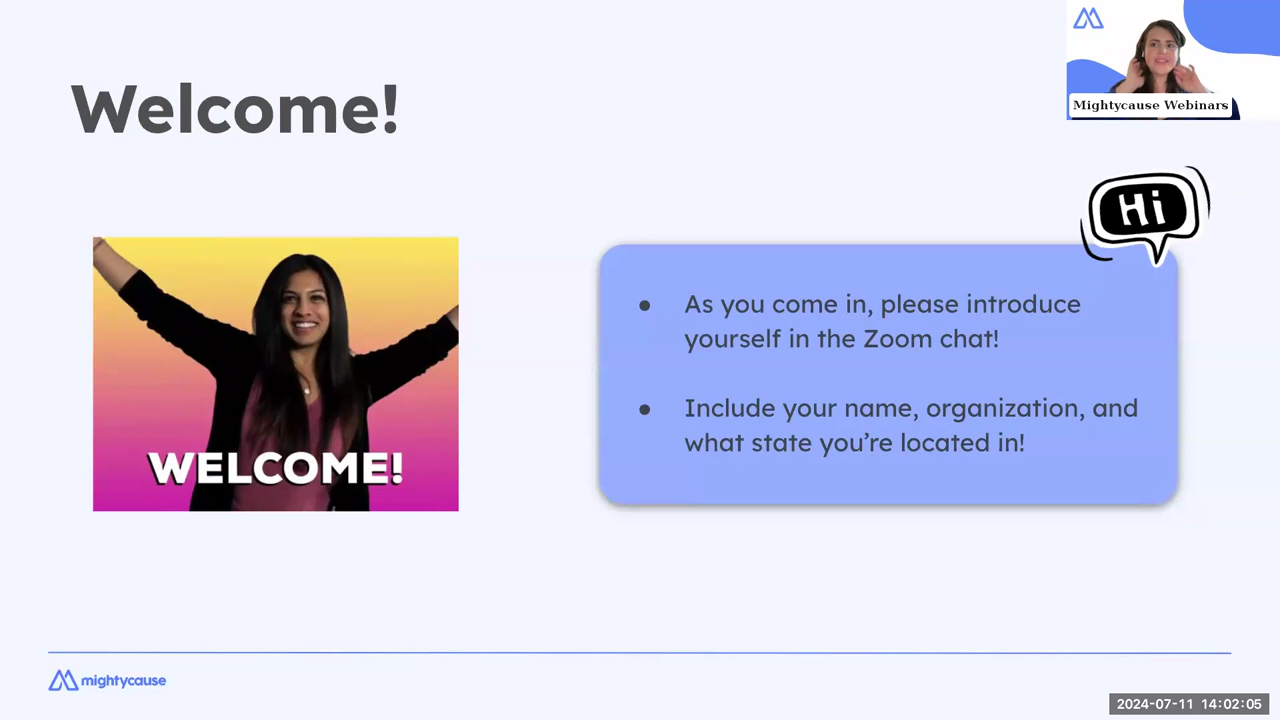 Welcome!
Mightycause Webinars
Hi
WELCOME!
● As you come in, please introduce
yourself in the Zoom chat!
● Include your name, organization, and
what state you’re located in!
mightycause
2024-07-11 14:02:05